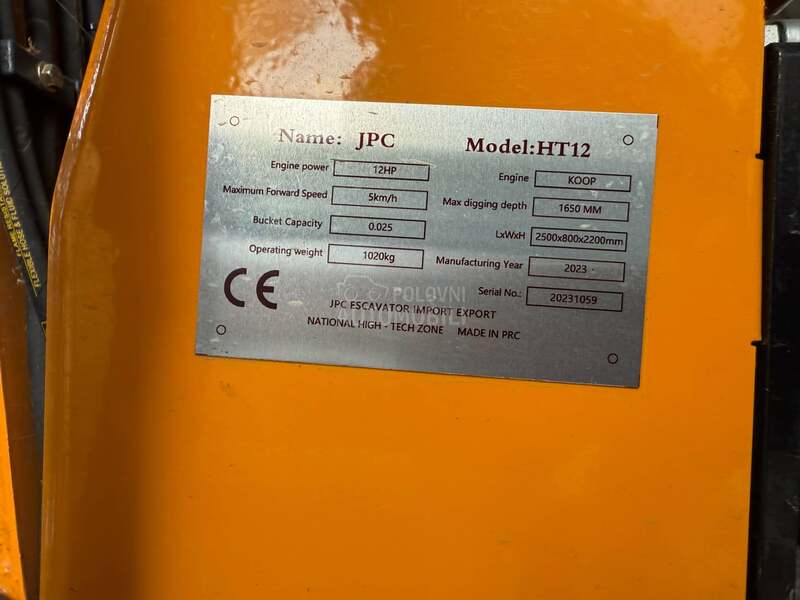 Name: JPC Model:HT12
Engine power 12HP Engine KOOP
Maximum Forward Speed 5km/h Max digging depth 1650 MM
Bucket Capacity 0.025 LxWxH 2500x800x2200mm
Operating weight 1020kg Manufacturing Year 2023
CE Serial No.: 20231059
POLOVNI
AUTOMOBILI
JPC ESCAVATOR IMPORT EXPORT
NATIONAL HIGH - TECH ZONE MADE IN PRC